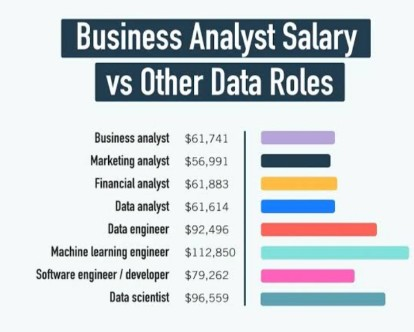 Business Analyst Salary
vs Other Data Roles
Business analyst $61,741
Marketing analyst $56,991
Financial analyst $61,883
Data analyst $61,614
Data engineer $92,496
Machine learning engineer $112,850
Software engineer / developer $79,262
Data scientist $96,559